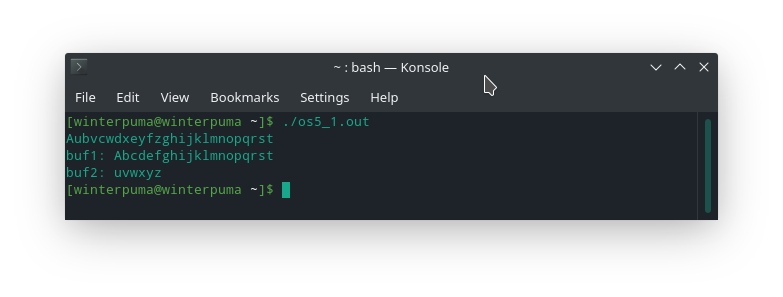 ~ : bash — Konsole
File Edit View Bookmarks Settings Help
[winterpuma@winterpuma ~]$ ./os5_1.out
Aubvcwdxeyfzghijklmnopqrst
buf1: Abcdefghijklmnopqrst
buf2: uvwxyz
[winterpuma@winterpuma ~]$